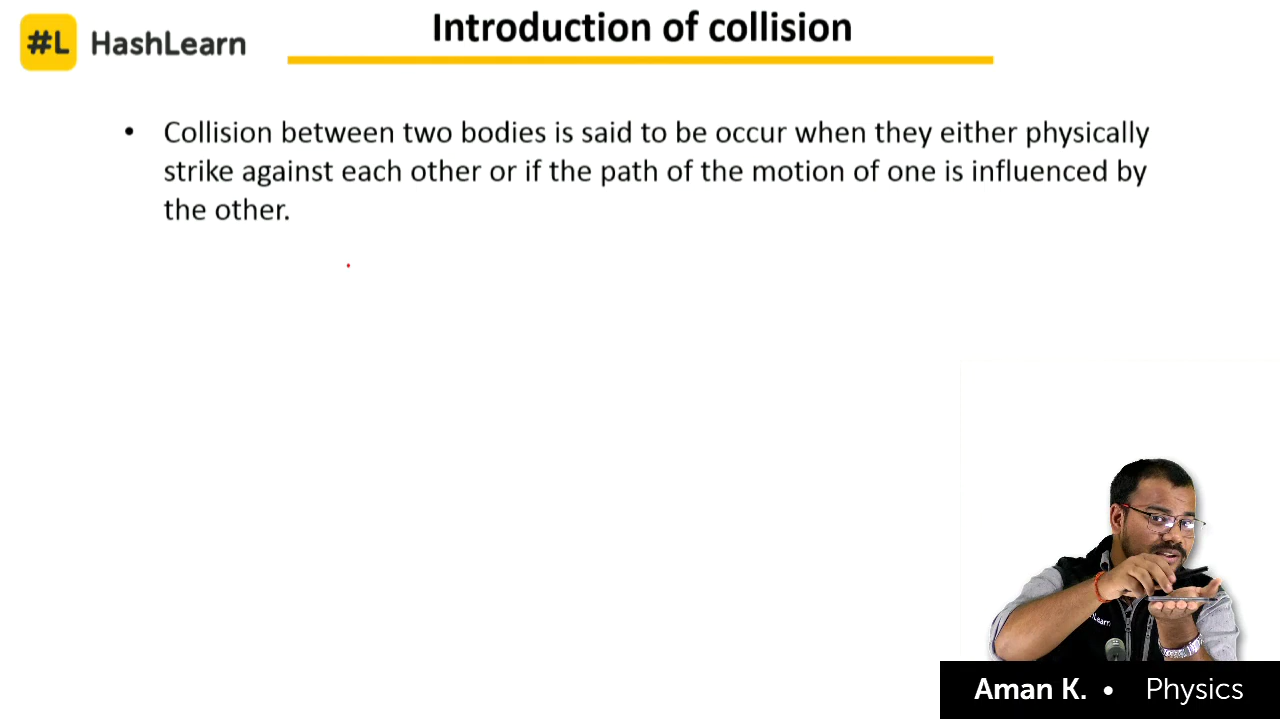 #L HashLearn
Introduction of collision
• Collision between two bodies is said to be occur when they either physically
strike against each other or if the path of the motion of one is influenced by
the other.
Learn
Aman K. • Physics